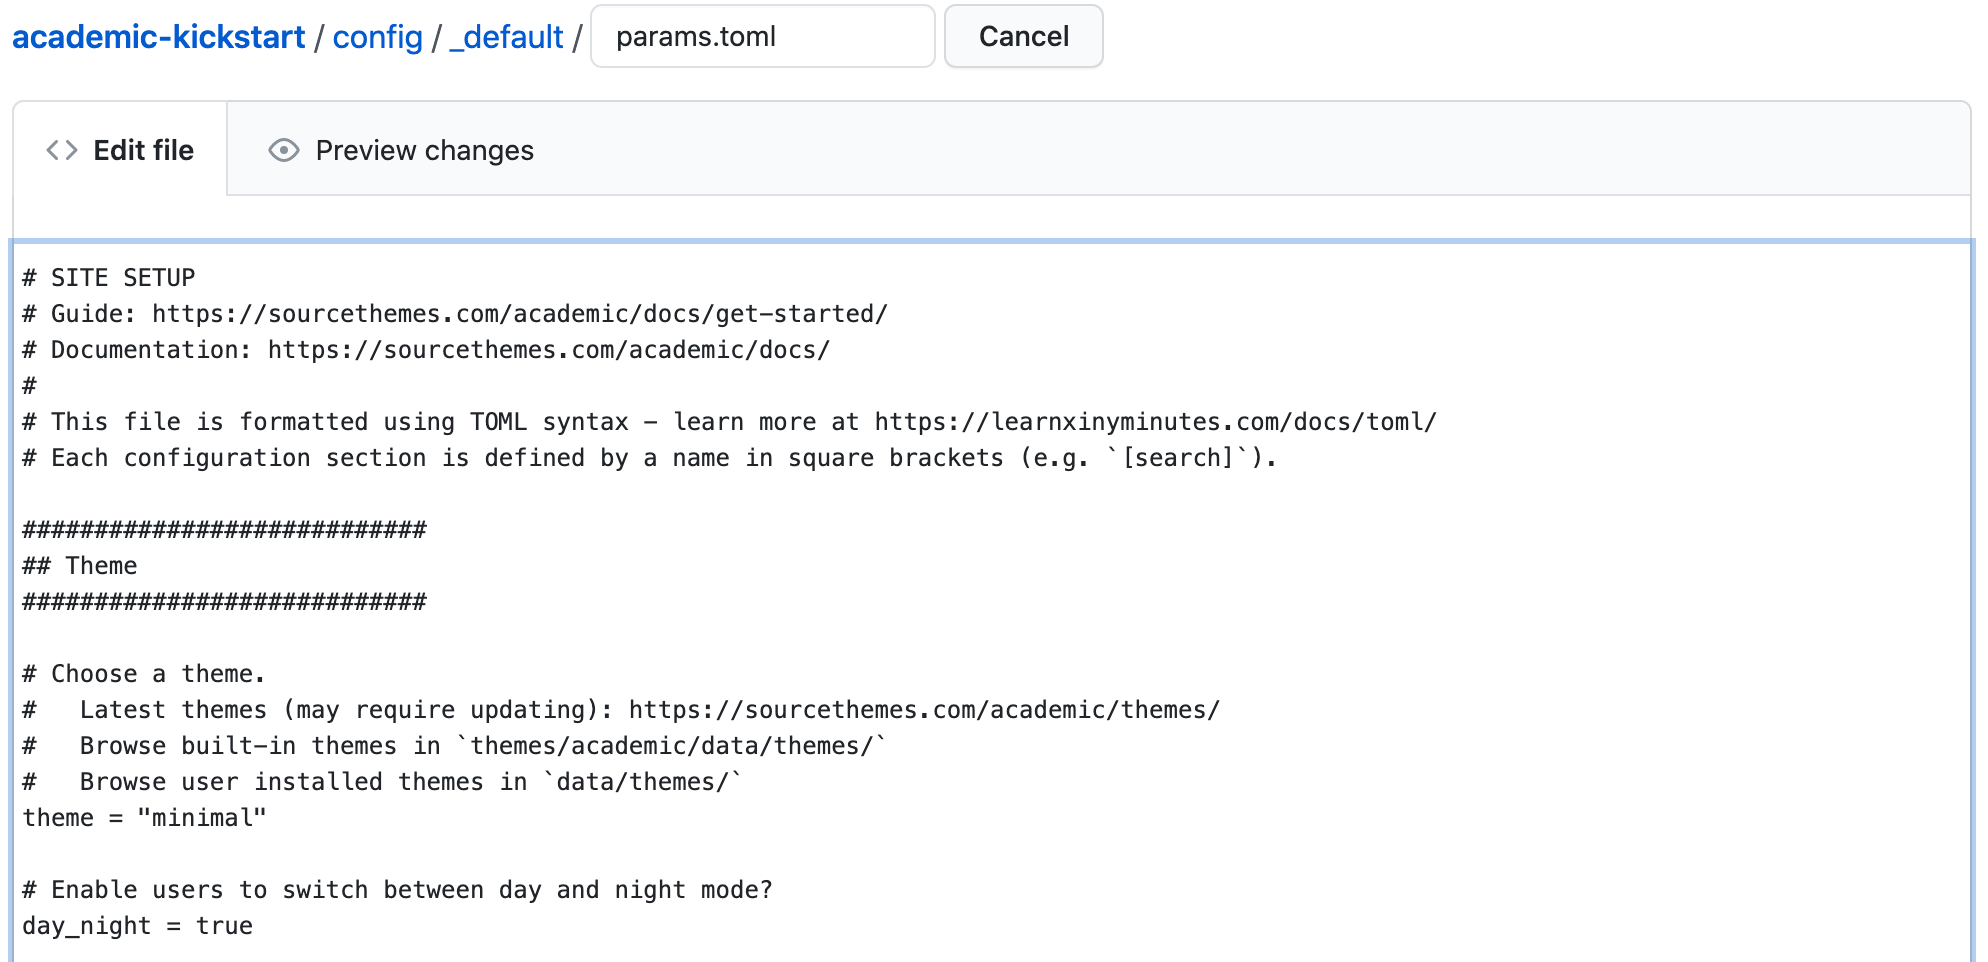 academic-kickstart / config / _default / params.toml Cancel
<> Edit file Preview changes
# SITE SETUP
# Guide: https://sourcethemes.com/academic/docs/get-started/
# Documentation: https://sourcethemes.com/academic/docs/
#
# This file is formatted using TOML syntax - learn more at https://learnxinyminutes.com/docs/toml/
# Each configuration section is defined by a name in square brackets (e.g. `[search]`).
############################
## Theme
############################
# Choose a theme.
#   Latest themes (may require updating): https://sourcethemes.com/academic/themes/
#   Browse built-in themes in `themes/academic/data/themes/`
#   Browse user installed themes in `data/themes/`
theme = "minimal"
# Enable users to switch between day and night mode?
day_night = true